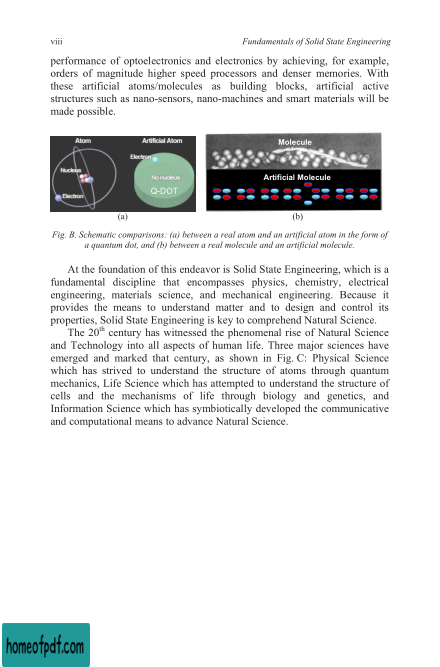 viii
Fundamentals of Solid State Engineering
performance of optoelectronics and electronics by achieving, for example,
orders of magnitude higher speed processors and denser memories. With
these artificial atoms/molecules as building blocks, artificial active
structures such as nano-sensors, nano-machines and smart materials will be
made possible.
Atom
Artificial Atom
Electron
Nucleus
No nucleus
Q-DOT
Electron
Molecule
Artificial Molecule
(a)
(b)
Fig. B. Schematic comparisons: (a) between a real atom and an artificial atom in the form of
a quantum dot, and (b) between a real molecule and an artificial molecule.
At the foundation of this endeavor is Solid State Engineering, which is a
fundamental discipline that encompasses physics, chemistry, electrical
engineering, materials science, and mechanical engineering. Because it
provides the means to understand matter and to design and control its
properties, Solid State Engineering is key to comprehend Natural Science.
The 20th century has witnessed the phenomenal rise of Natural Science
and Technology into all aspects of human life. Three major sciences have
emerged and marked that century, as shown in Fig. C: Physical Science
which has strived to understand the structure of atoms through quantum
mechanics, Life Science which has attempted to understand the structure of
cells and the mechanisms of life through biology and genetics, and
Information Science which has symbiotically developed the communicative
and computational means to advance Natural Science.
homeofpdf.com